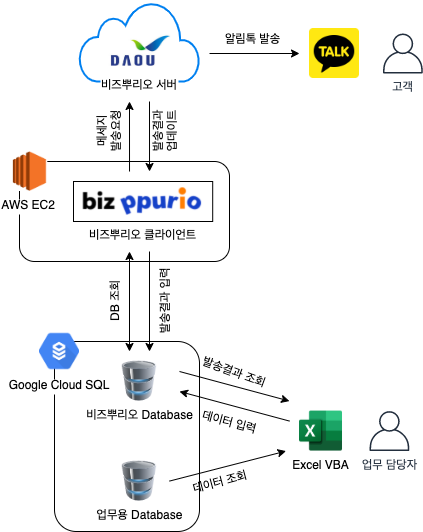 DAOU
비즈뿌리오 서버
알림톡 발송
TALK
고객
메세지
발송요청
발송결과
업데이트
AWS EC2
biz ppurio
비즈뿌리오 클라이언트
DB 조회
발송결과 입력
Google Cloud SQL
비즈뿌리오 Database
발송결과 조회
데이터 입력
X
Excel VBA
업무 담당자
데이터 조회
업무용 Database